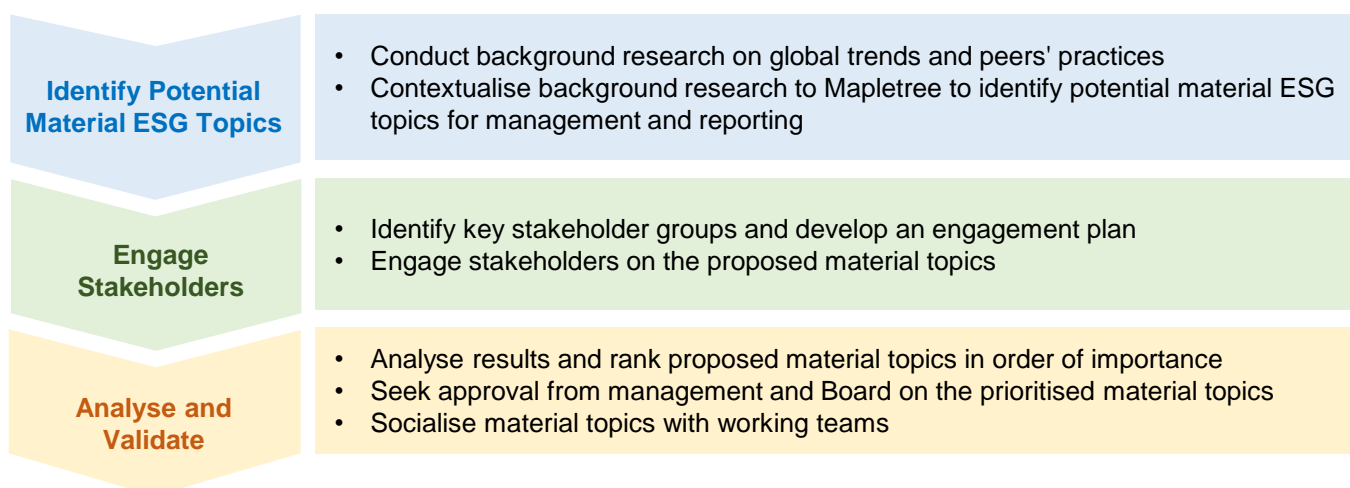 Identify Potential
Material ESG Topics
• Conduct background research on global trends and peers' practices
• Contextualise background research to Mapletree to identify potential material ESG
topics for management and reporting
Engage
Stakeholders
• Identify key stakeholder groups and develop an engagement plan
• Engage stakeholders on the proposed material topics
Analyse and
Validate
• Analyse results and rank proposed material topics in order of importance
• Seek approval from management and Board on the prioritised material topics
• Socialise material topics with working teams